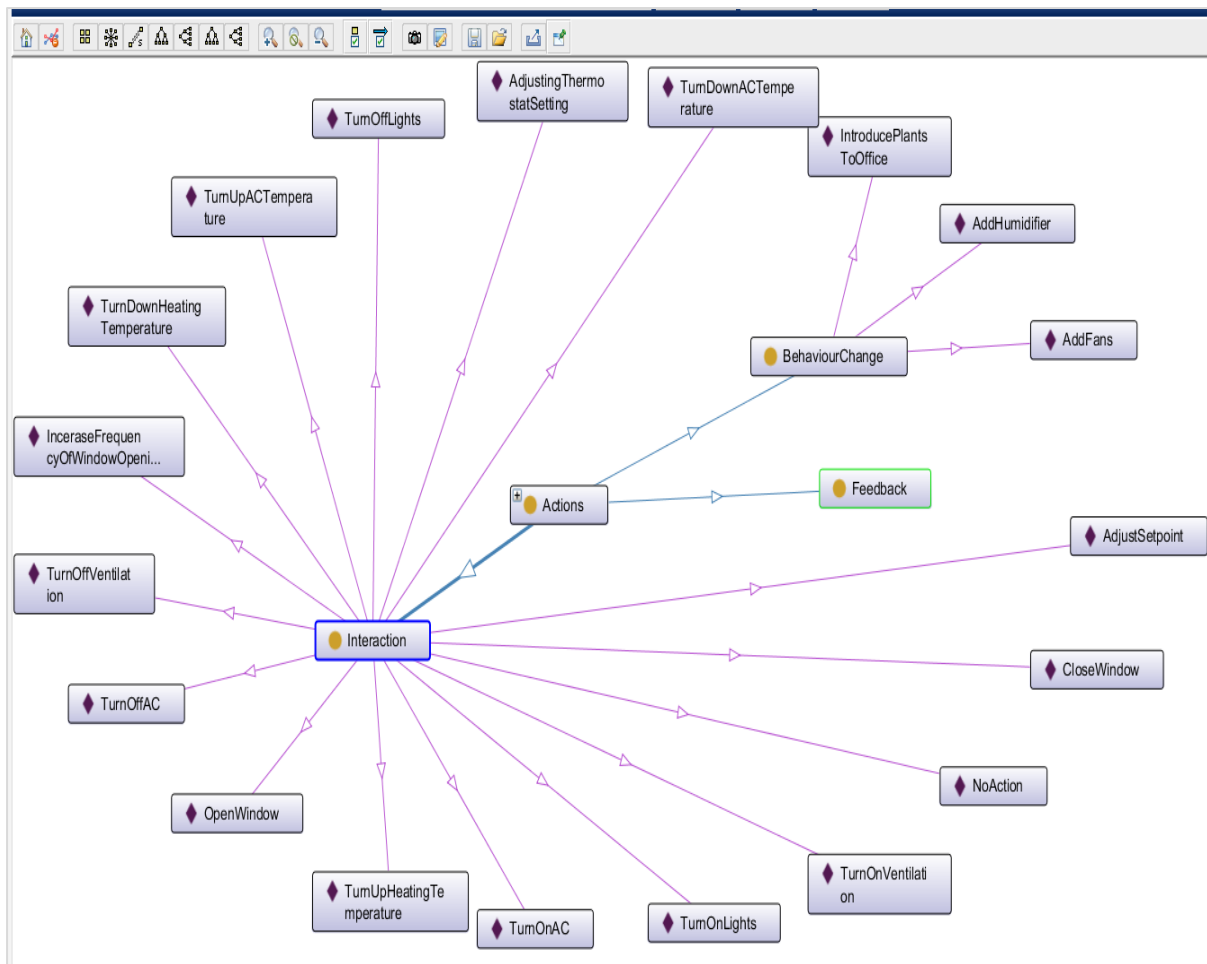 AdjustingThermo
statSetting
TurnDownACTempe
rature
TurnOffLights
IntroducePlants
ToOffice
TurnUpACTempera
ture
AddHumidifier
TurnDownHeating
Temperature
AddFans
BehaviourChange
InceraseFrequen
cyOfWindowOpeni...
Feedback
Actions
AdjustSetpoint
TurnOffVentilat
ion
Interaction
CloseWindow
TurnOffAC
NoAction
OpenWindow
TurnOnVentilati
on
TurnUpHeatingTe
mperature
TurnOnLights
TurnOnAC